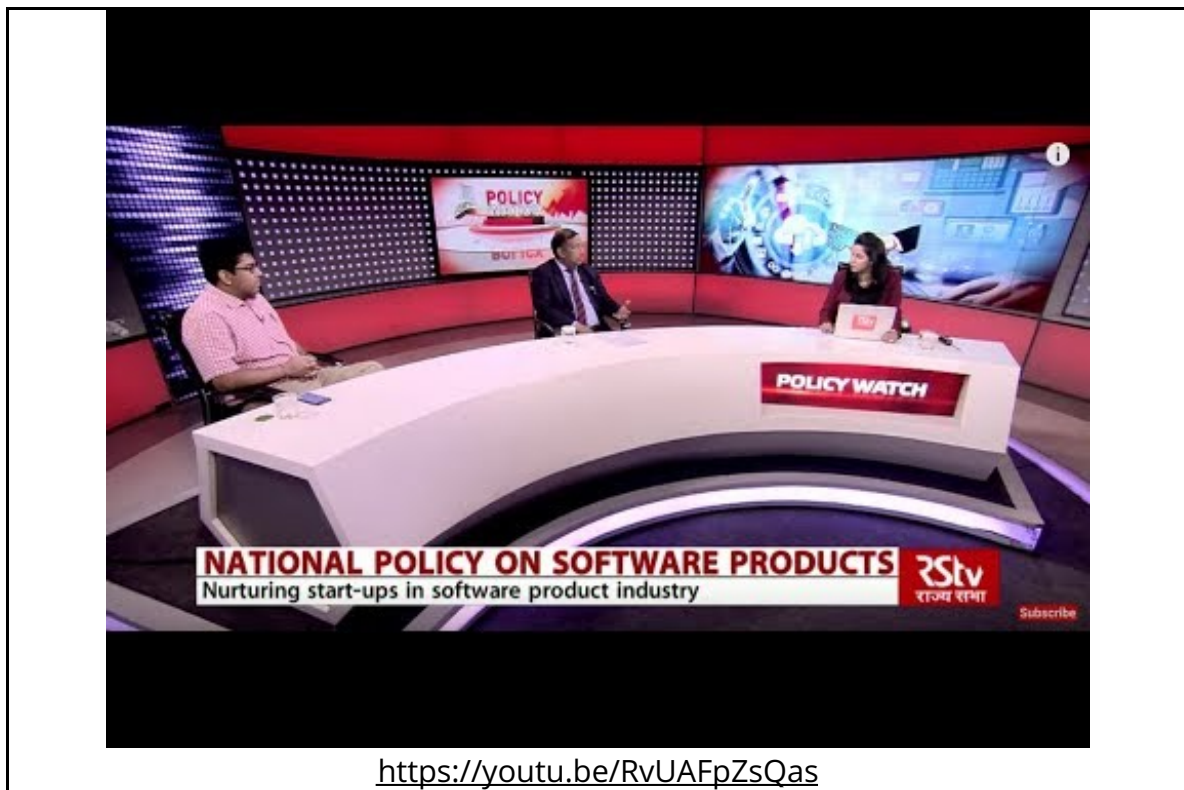 POLICY
POLICY WATCH
NATIONAL POLICY ON SOFTWARE PRODUCTS
Nurturing start-ups in software product industry
RStv
राज्य सभा
Subscribe
https://youtu.be/RvUAFpZsQas